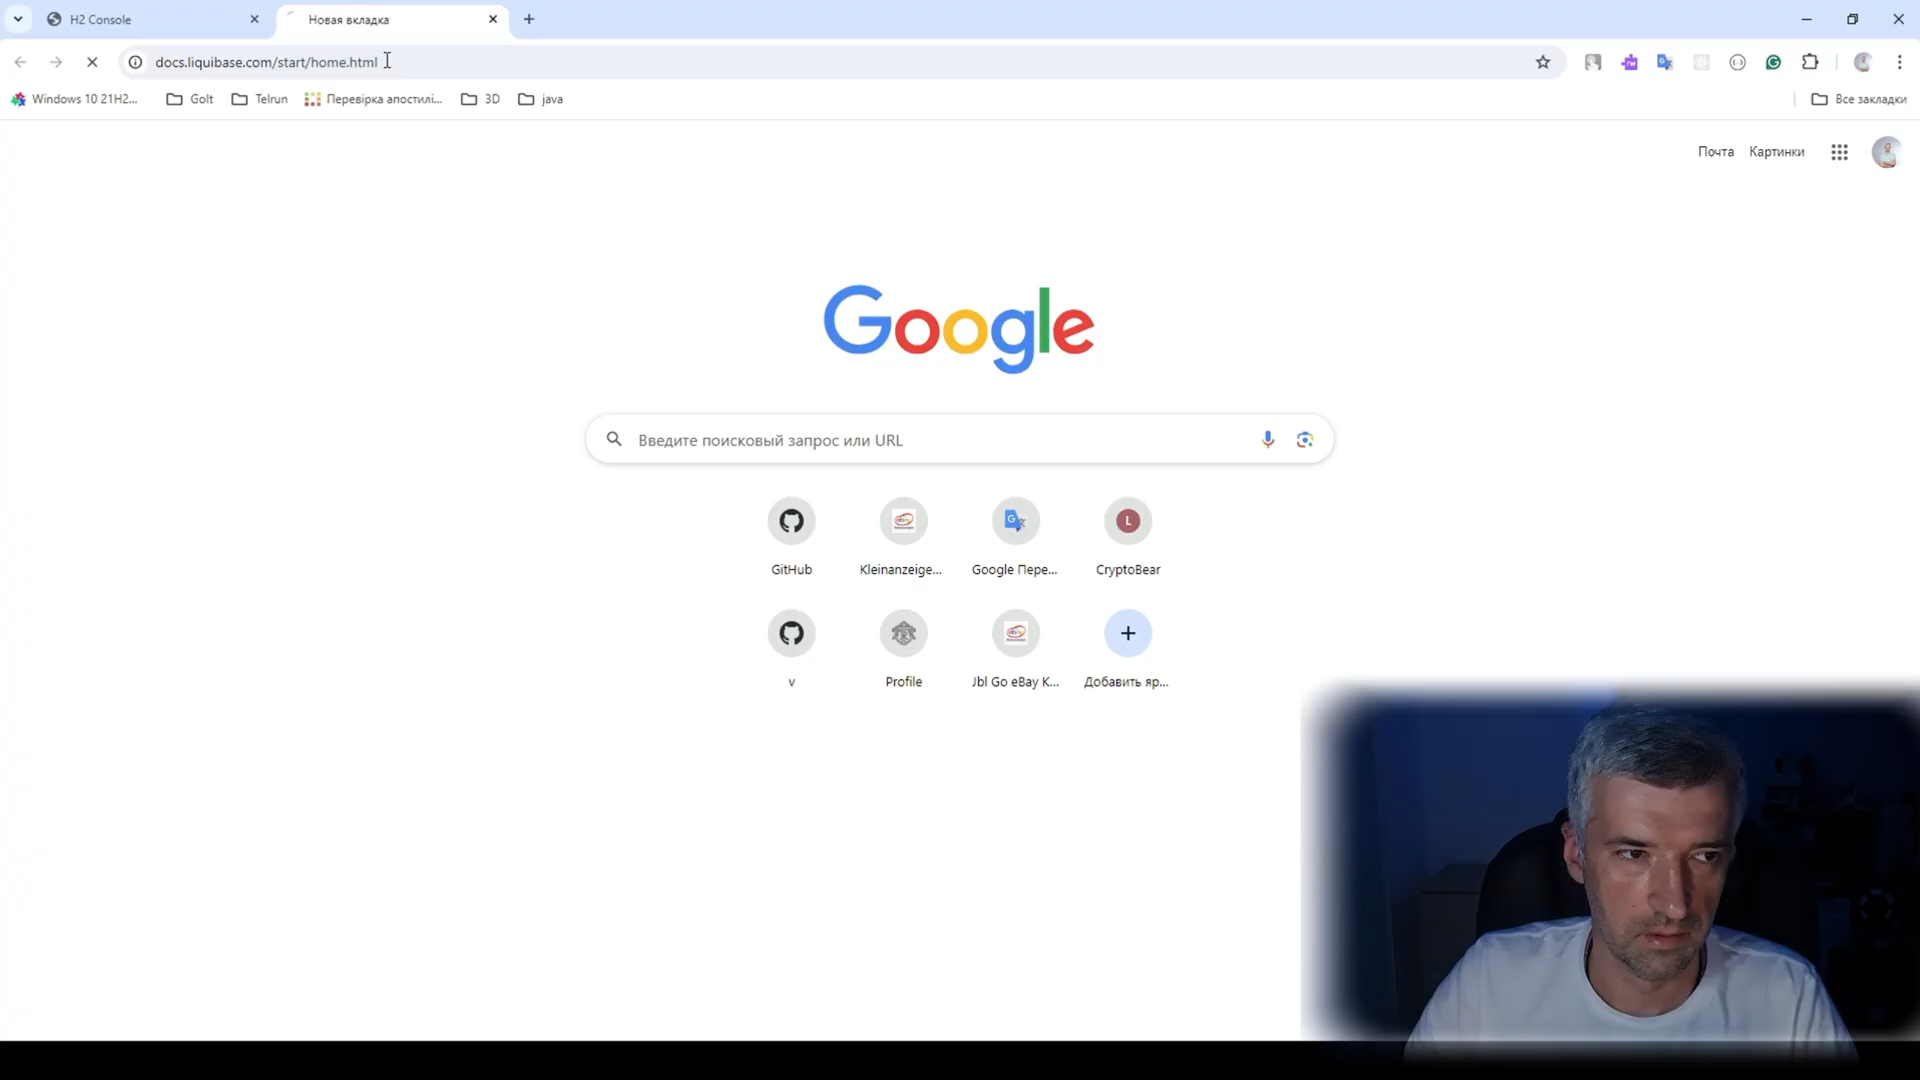 H2 Console
Новая вкладка
docs.liquibase.com/start/home.html
Windows 10 21H2...
Golt
Telrun
Перевірка апостилі...
3D
java
Все закладки
Почта
Картинки
Google
Введите поисковый запрос или URL
GitHub
Kleinanzeige...
Google Пере...
L
CryptoBear
v
Profile
Jbl Go eBay K...
Добавить яр...